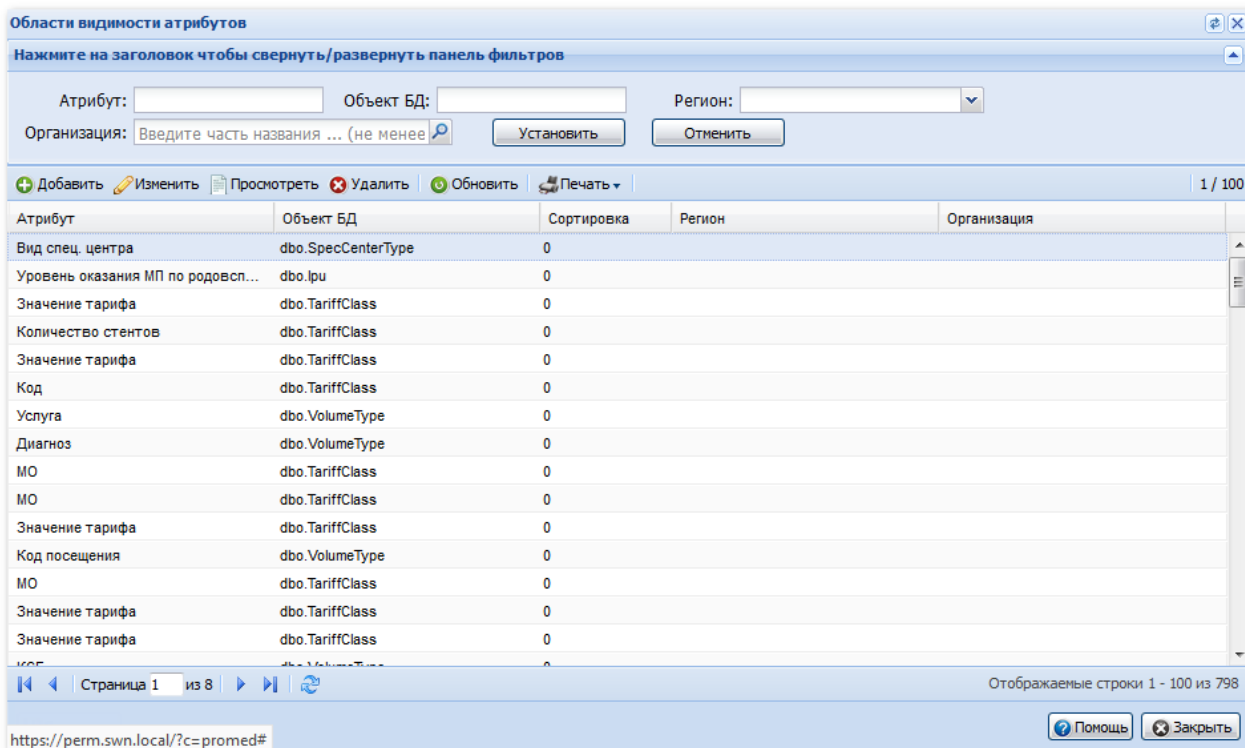 Области видимости атрибутов
Нажмите на заголовок чтобы свернуть/развернуть панель фильтров
Атрибут: Объект БД: Регион:
Организация: Введите часть названия ... (не менее Установить Отменить
Добавить Изменить Просмотреть Удалить Обновить Печать 1 / 100
Атрибут Объект БД Сортировка Регион Организация
Вид спец. центра dbo.SpecCenterType 0
Уровень оказания МП по родовсп... dbo.lpu 0
Значение тарифа dbo.TariffClass 0
Количество стентов dbo.TariffClass 0
Значение тарифа dbo.TariffClass 0
Код dbo.TariffClass 0
Услуга dbo.VolumeType 0
Диагноз dbo.VolumeType 0
МО dbo.TariffClass 0
МО dbo.TariffClass 0
Значение тарифа dbo.TariffClass 0
Код посещения dbo.VolumeType 0
МО dbo.TariffClass 0
Значение тарифа dbo.TariffClass 0
Значение тарифа dbo.TariffClass 0
dbo.VolumeType 0
Страница 1 из 8 Отображаемые строки 1 - 100 из 798
Помощь Закрыть
https://perm.swn.local/?c=promed#